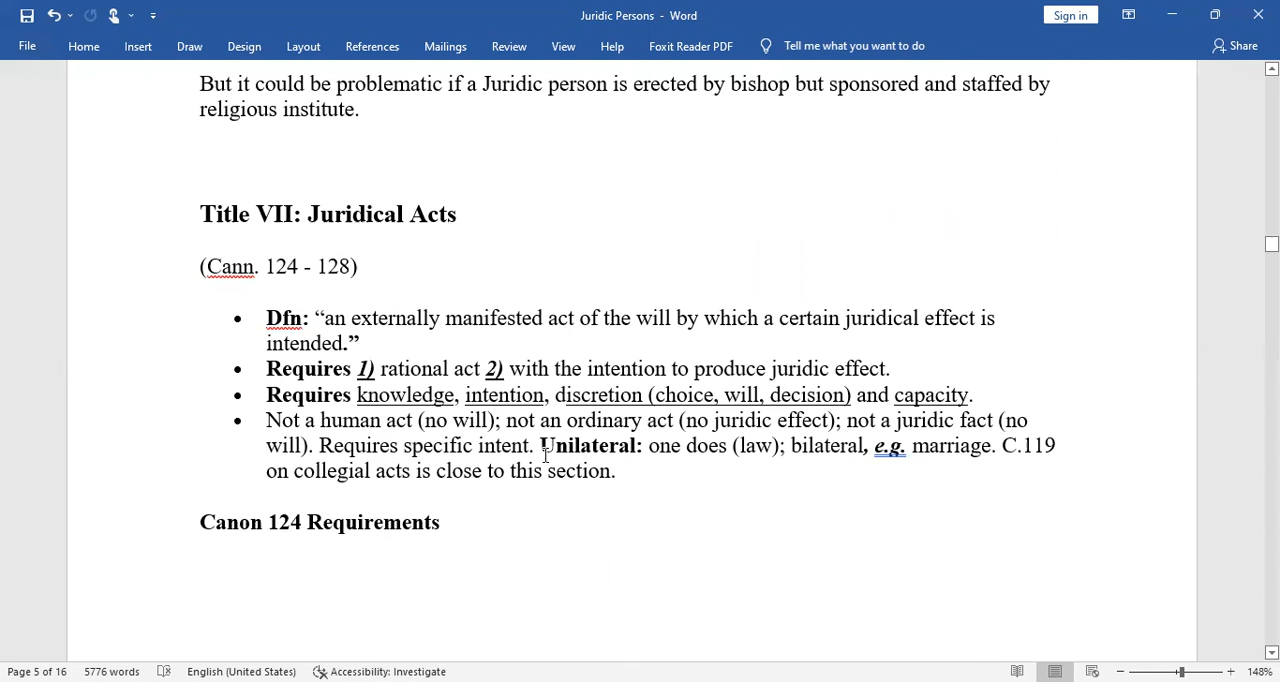 Juridic Persons - Word
Sign in
File Home Insert Draw Design Layout References Mailings Review View Help Foxit Reader PDF Tell me what you want to do Share
But it could be problematic if a Juridic person is erected by bishop but sponsored and staffed by
religious institute.
Title VII: Juridical Acts
(Cann. 124 - 128)
• Dfn: “an externally manifested act of the will by which a certain juridical effect is
intended.”
• Requires 1) rational act 2) with the intention to produce juridic effect.
• Requires knowledge, intention, discretion (choice, will, decision) and capacity.
• Not a human act (no will); not an ordinary act (no juridic effect); not a juridic fact (no
will). Requires specific intent. Unilateral: one does (law); bilateral, e.g. marriage. C.119
on collegial acts is close to this section.
Canon 124 Requirements
Page 5 of 16 5776 words English (United States) Accessibility: Investigate 148%